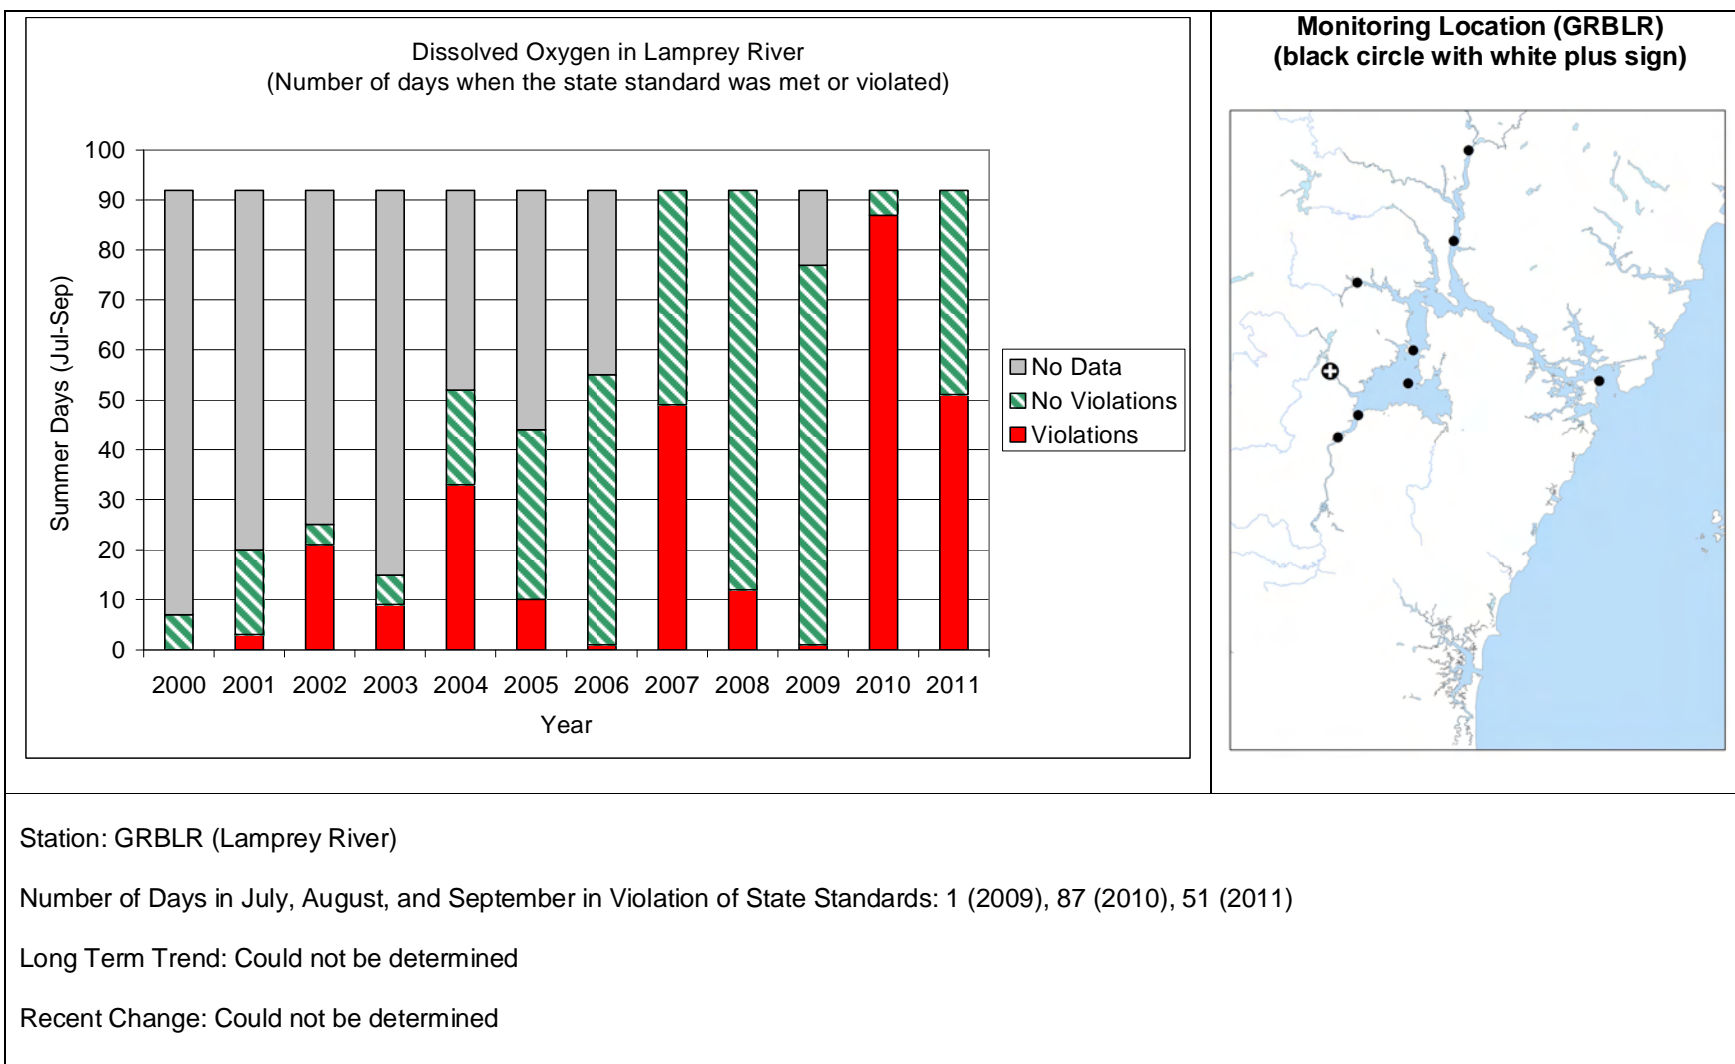 Dissolved Oxygen in Lamprey River
(Number of days when the state standard was met or violated)
Summer Days (Jul-Sep)
100
90
80
70
60
50
40
30
20
10
0
2000 2001 2002 2003 2004 2005 2006 2007 2008 2009 2010 2011
Year
No Data
No Violations
Violations
Monitoring Location (GRBLR)
(black circle with white plus sign)
Station: GRBLR (Lamprey River)
Number of Days in July, August, and September in Violation of State Standards: 1 (2009), 87 (2010), 51 (2011)
Long Term Trend: Could not be determined
Recent Change: Could not be determined